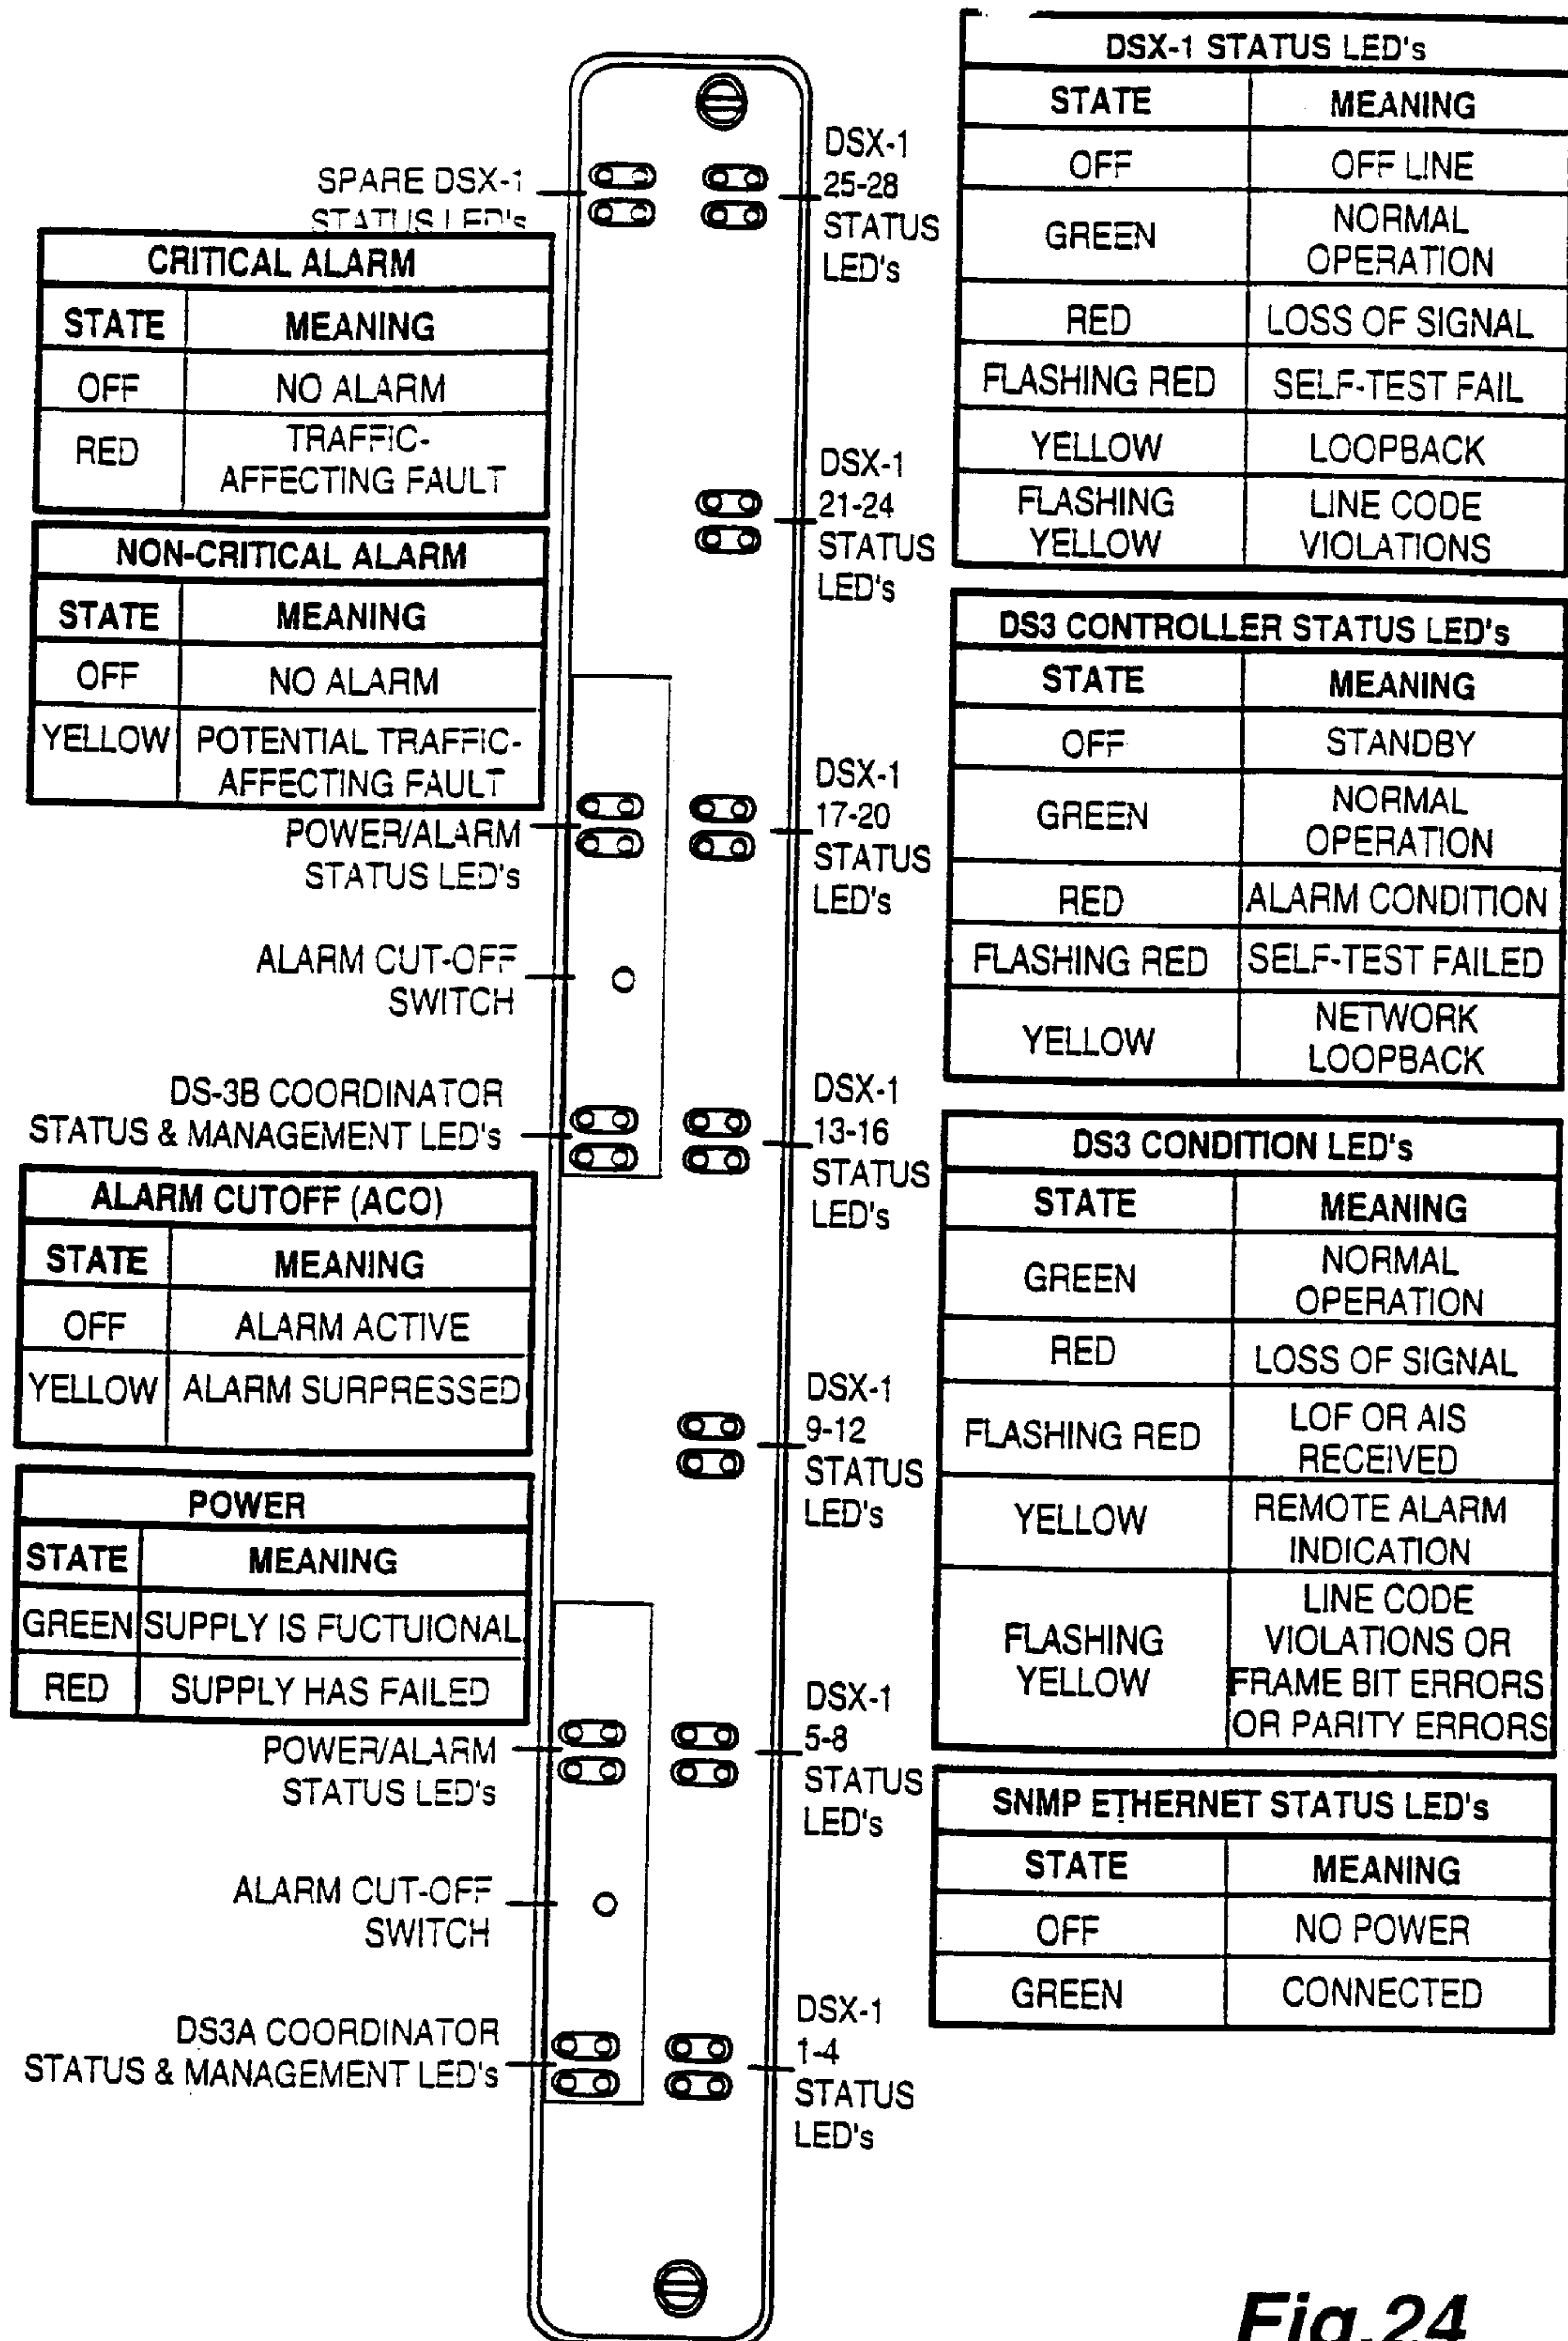 SPARE DSX-1
STATUS LED's
CRITICAL ALARM
STATE MEANING
OFF NO ALARM
RED TRAFFIC-
AFFECTING FAULT
NON-CRITICAL ALARM
STATE MEANING
OFF NO ALARM
YELLOW POTENTIAL TRAFFIC-
AFFECTING FAULT
POWER/ALARM
STATUS LED's
ALARM CUT-OFF
SWITCH
DS-3B COORDINATOR
STATUS & MANAGEMENT LED's
ALARM CUTOFF (ACO)
STATE MEANING
OFF ALARM ACTIVE
YELLOW ALARM SURPRESSED
POWER
STATE MEANING
GREEN SUPPLY IS FUCTUIONAL
RED SUPPLY HAS FAILED
POWER/ALARM
STATUS LED's
ALARM CUT-OFF
SWITCH
DS3A COORDINATOR
STATUS & MANAGEMENT LED's
DSX-1
25-28
STATUS
LED's
DSX-1
21-24
STATUS
LED's
DSX-1
17-20
STATUS
LED's
DSX-1
13-16
STATUS
LED's
DSX-1
9-12
STATUS
LED's
DSX-1
5-8
STATUS
LED's
DSX-1
1-4
STATUS
LED's
DSX-1 STATUS LED's
STATE MEANING
OFF OFF LINE
GREEN NORMAL
OPERATION
RED LOSS OF SIGNAL
FLASHING RED SELF-TEST FAIL
YELLOW LOOPBACK
FLASHING LINE CODE
YELLOW VIOLATIONS
DS3 CONTROLLER STATUS LED's
STATE MEANING
OFF STANDBY
GREEN NORMAL
OPERATION
RED ALARM CONDITION
FLASHING RED SELF-TEST FAILED
YELLOW NETWORK
LOOPBACK
DS3 CONDITION LED's
STATE MEANING
GREEN NORMAL
OPERATION
RED LOSS OF SIGNAL
FLASHING RED LOF OR AIS
RECEIVED
YELLOW REMOTE ALARM
INDICATION
LINE CODE
FLASHING VIOLATIONS OR
YELLOW FRAME BIT ERRORS
OR PARITY ERRORS
SNMP ETHERNET STATUS LED's
STATE MEANING
OFF NO POWER
GREEN CONNECTED
Fig.24